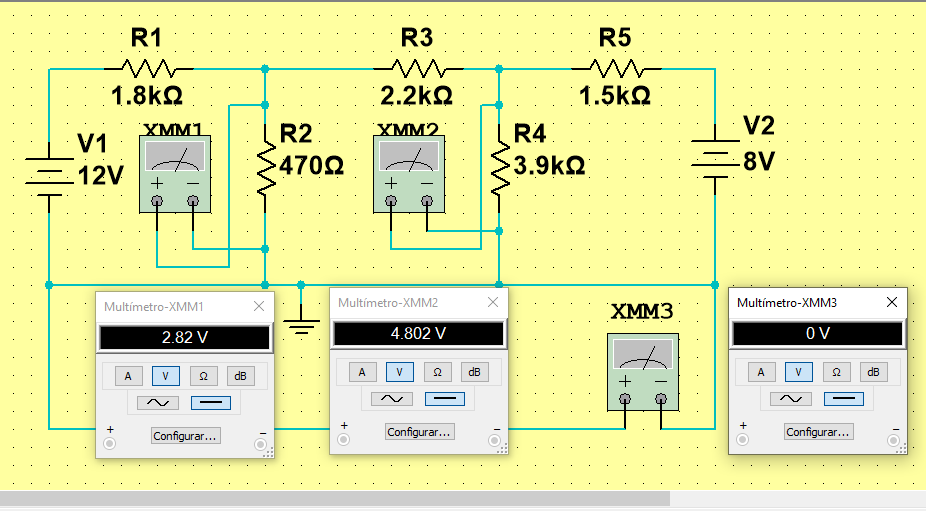 R1
R3
R5
1.8kΩ
2.2kΩ
1.5kΩ
V1
12V
XMM1
R2
470Ω
XMM2
R4
3.9kΩ
V2
8V
+ −
+ −
XMM3
+ −
Multímetro-XMM1
2.82 V
A V Ω dB
+ Configurar... −
Multímetro-XMM2
4.802 V
A V Ω dB
+ Configurar... −
Multímetro-XMM3
0 V
A V Ω dB
+ Configurar... −